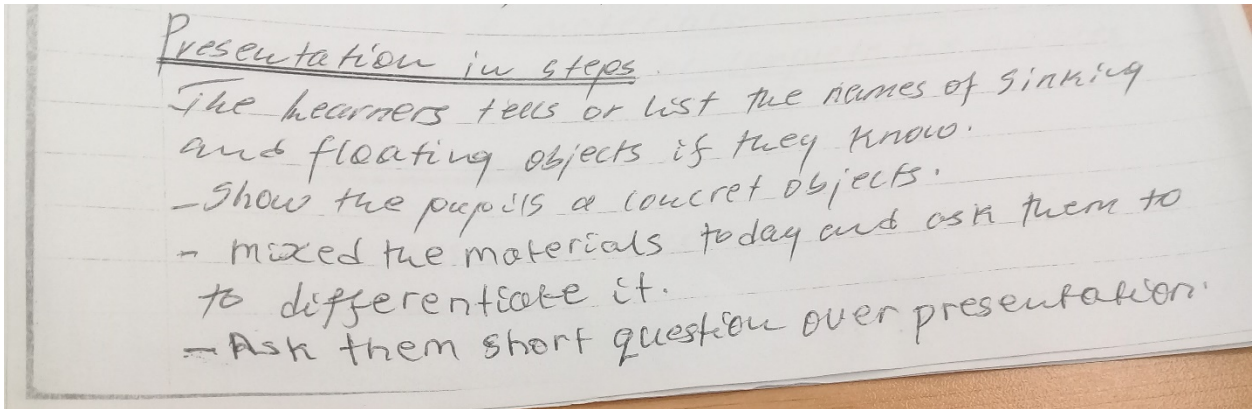 Presentation in steps.
The hearners tells or list the names of Sinking
and floating objects if they know.
- Show the pupils a concret objects.
- mixed the materials today and ask them to
to differentiate it.
- Ask them short question over presentation.